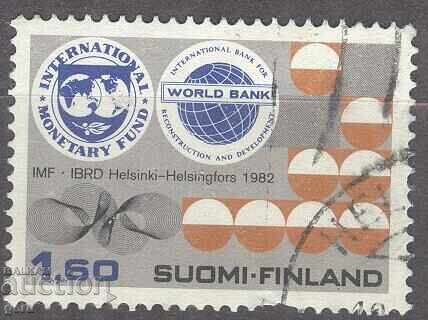 INTERNATIONAL
MONETARY FUND
INTERNATIONAL BANK FOR
WORLD BANK
RECONSTRUCTION AND DEVELOPMENT
IMF · IBRD Helsinki–Helsingfors 1982
1.60 SUOMI·FINLAND